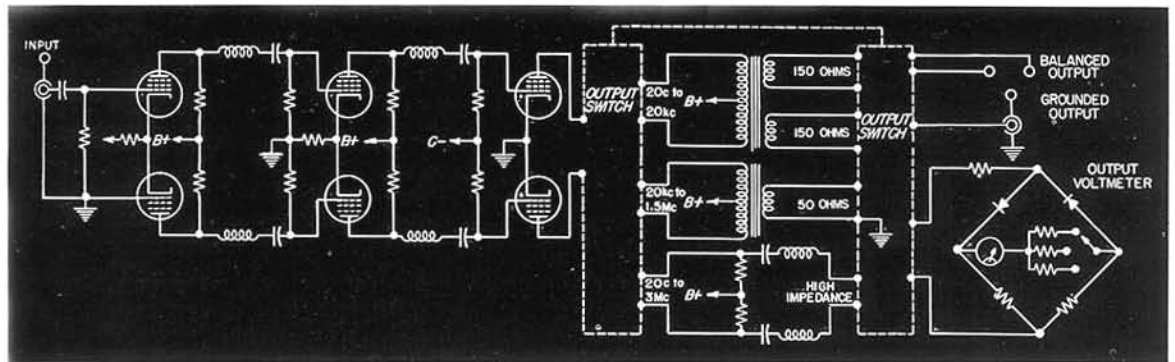 INPUT
B+
B+
C-
OUTPUT
SWITCH
20c to
20kc
B+
20kc to
1.5Mc
B+
20c to
3Mc
B+
150 OHMS
150 OHMS
50 OHMS
HIGH
IMPEDANCE
OUTPUT
SWITCH
BALANCED
OUTPUT
GROUNDED
OUTPUT
OUTPUT
VOLTMETER